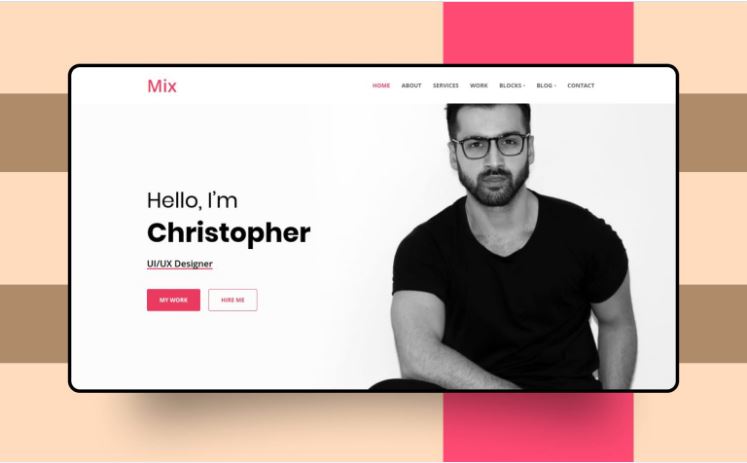 Mix
HOME ABOUT SERVICES WORK BLOCKS BLOG CONTACT
Hello, I'm
Christopher
UI/UX Designer
MY WORK HIRE ME